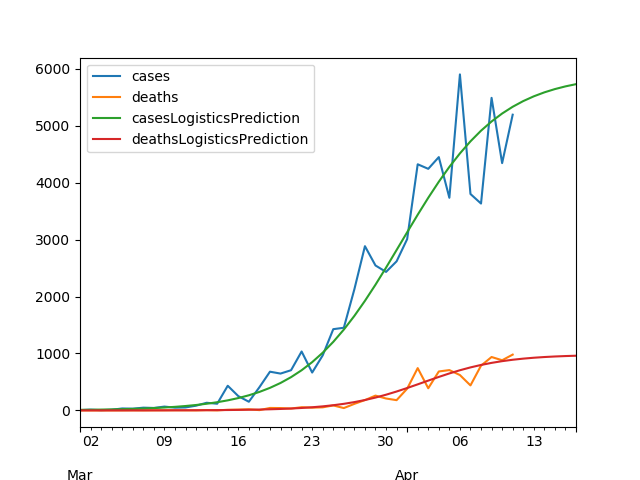 6000
5000
4000
3000
2000
1000
0
cases
deaths
casesLogisticsPrediction
deathsLogisticsPrediction
02 09 16 23 30 06 13
Mar Apr